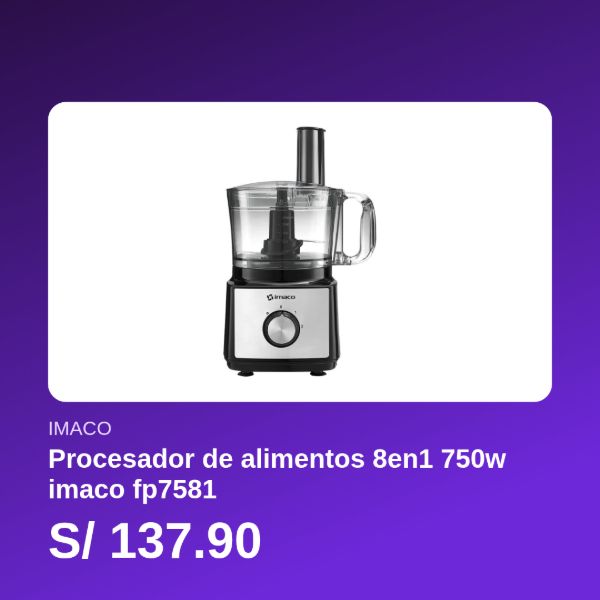 imaco
IMACO
Procesador de alimentos 8en1 750w
imaco fp7581
S/ 137.90